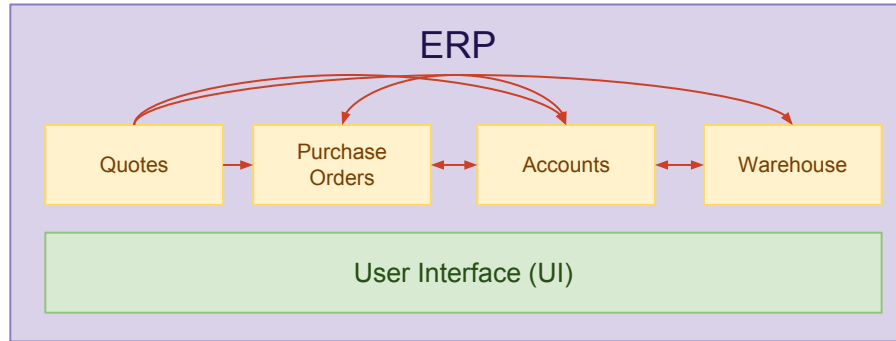 ERP
Quotes
Purchase
Orders
Accounts
Warehouse
User Interface (UI)